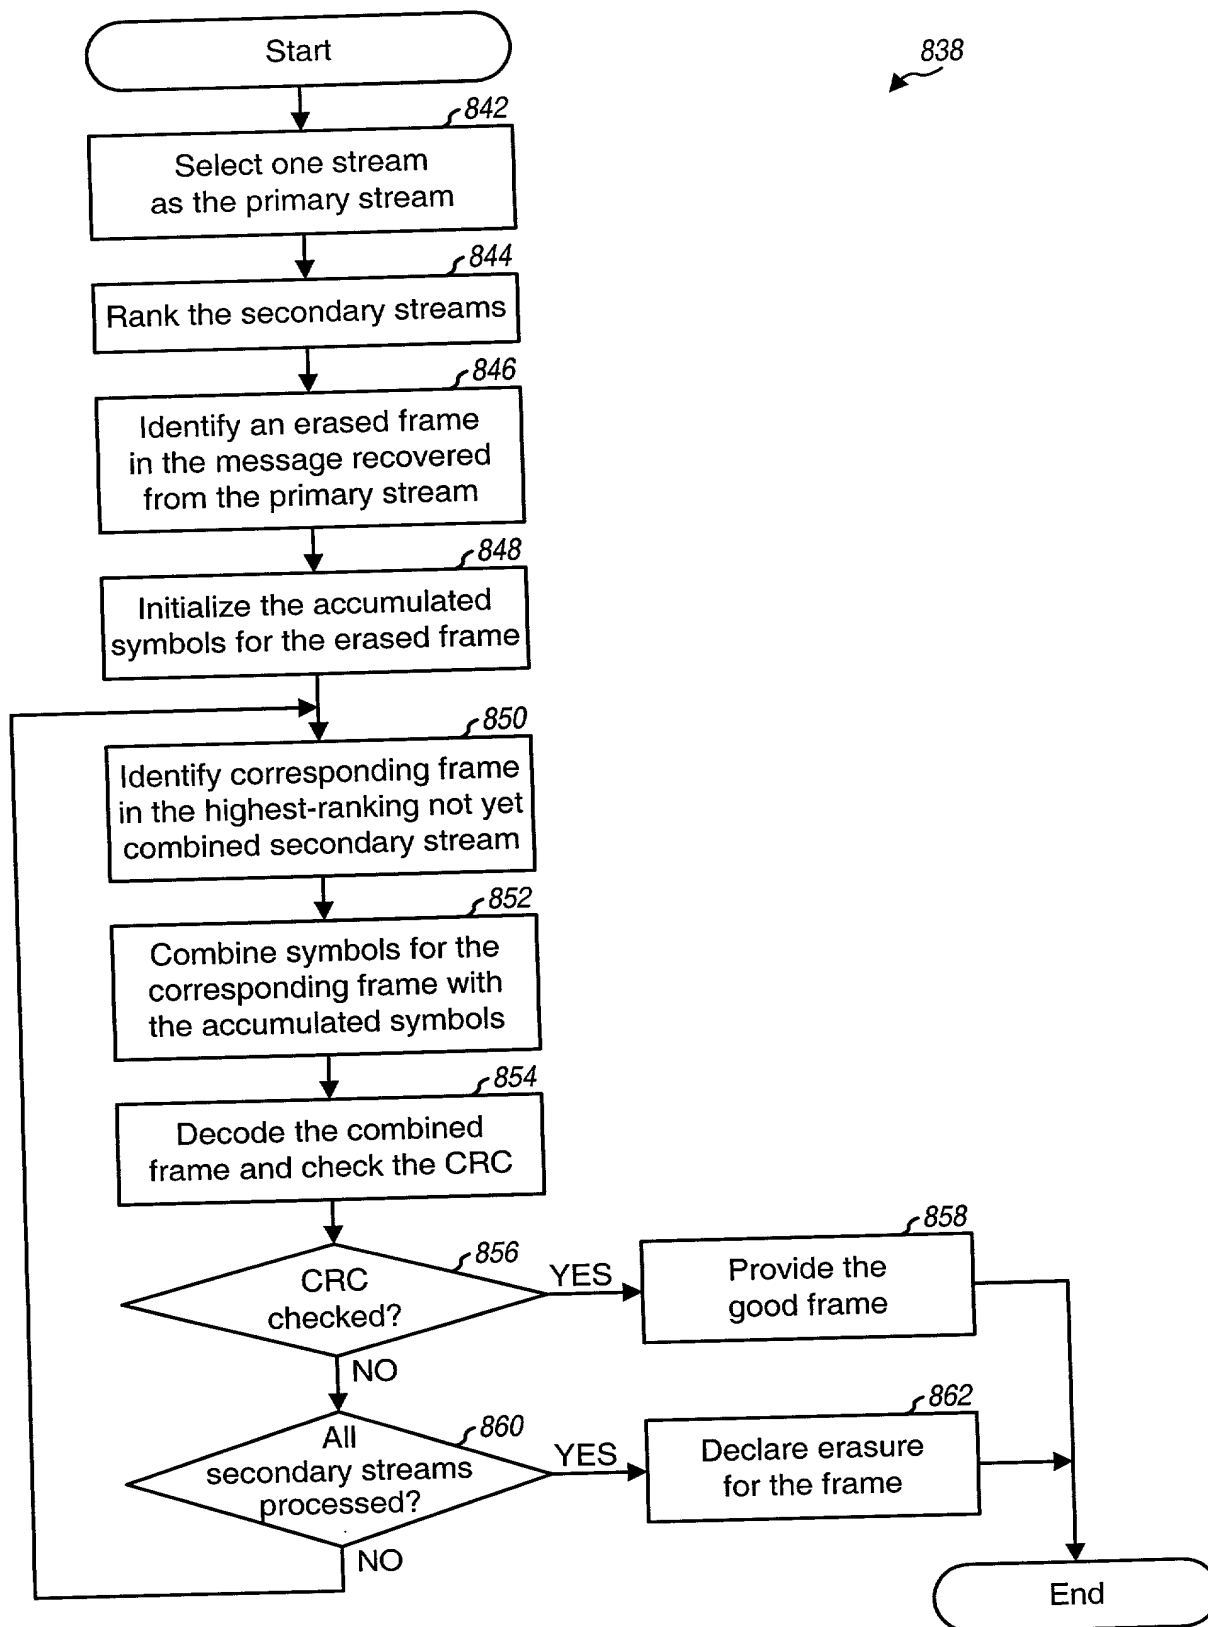 Start
838
842
Select one stream
as the primary stream
844
Rank the secondary streams
846
Identify an erased frame
in the message recovered
from the primary stream
848
Initialize the accumulated
symbols for the erased frame
850
Identify corresponding frame
in the highest-ranking not yet
combined secondary stream
852
Combine symbols for the
corresponding frame with
the accumulated symbols
854
Decode the combined
frame and check the CRC
856
CRC
checked?
YES
858
Provide the
good frame
NO
860
All
secondary streams
processed?
YES
862
Declare erasure
for the frame
NO
End